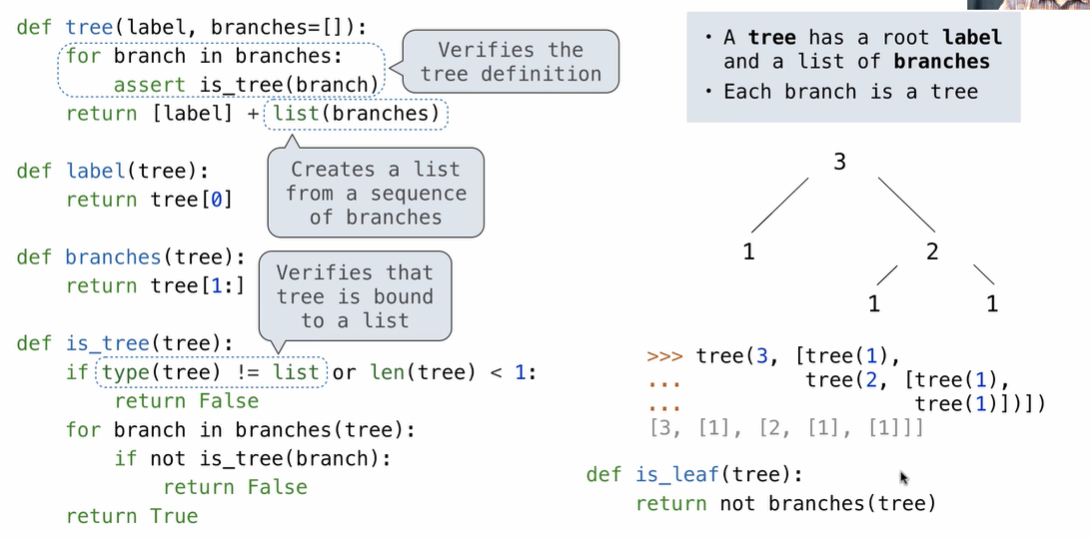 def tree(label, branches=[]):
for branch in branches:
assert is_tree(branch)
return [label] + list(branches)
Verifies the
tree definition
Creates a list
from a sequence
of branches
def label(tree):
return tree[0]
def branches(tree):
return tree[1:]
Verifies that
tree is bound
to a list
def is_tree(tree):
if type(tree) != list or len(tree) < 1:
return False
for branch in branches(tree):
if not is_tree(branch):
return False
return True
• A tree has a root label
and a list of branches
• Each branch is a tree
3
1 2
1 1
>>> tree(3, [tree(1),
... tree(2, [tree(1),
... tree(1)])])
[3, [1], [2, [1], [1]]]
def is_leaf(tree):
return not branches(tree)